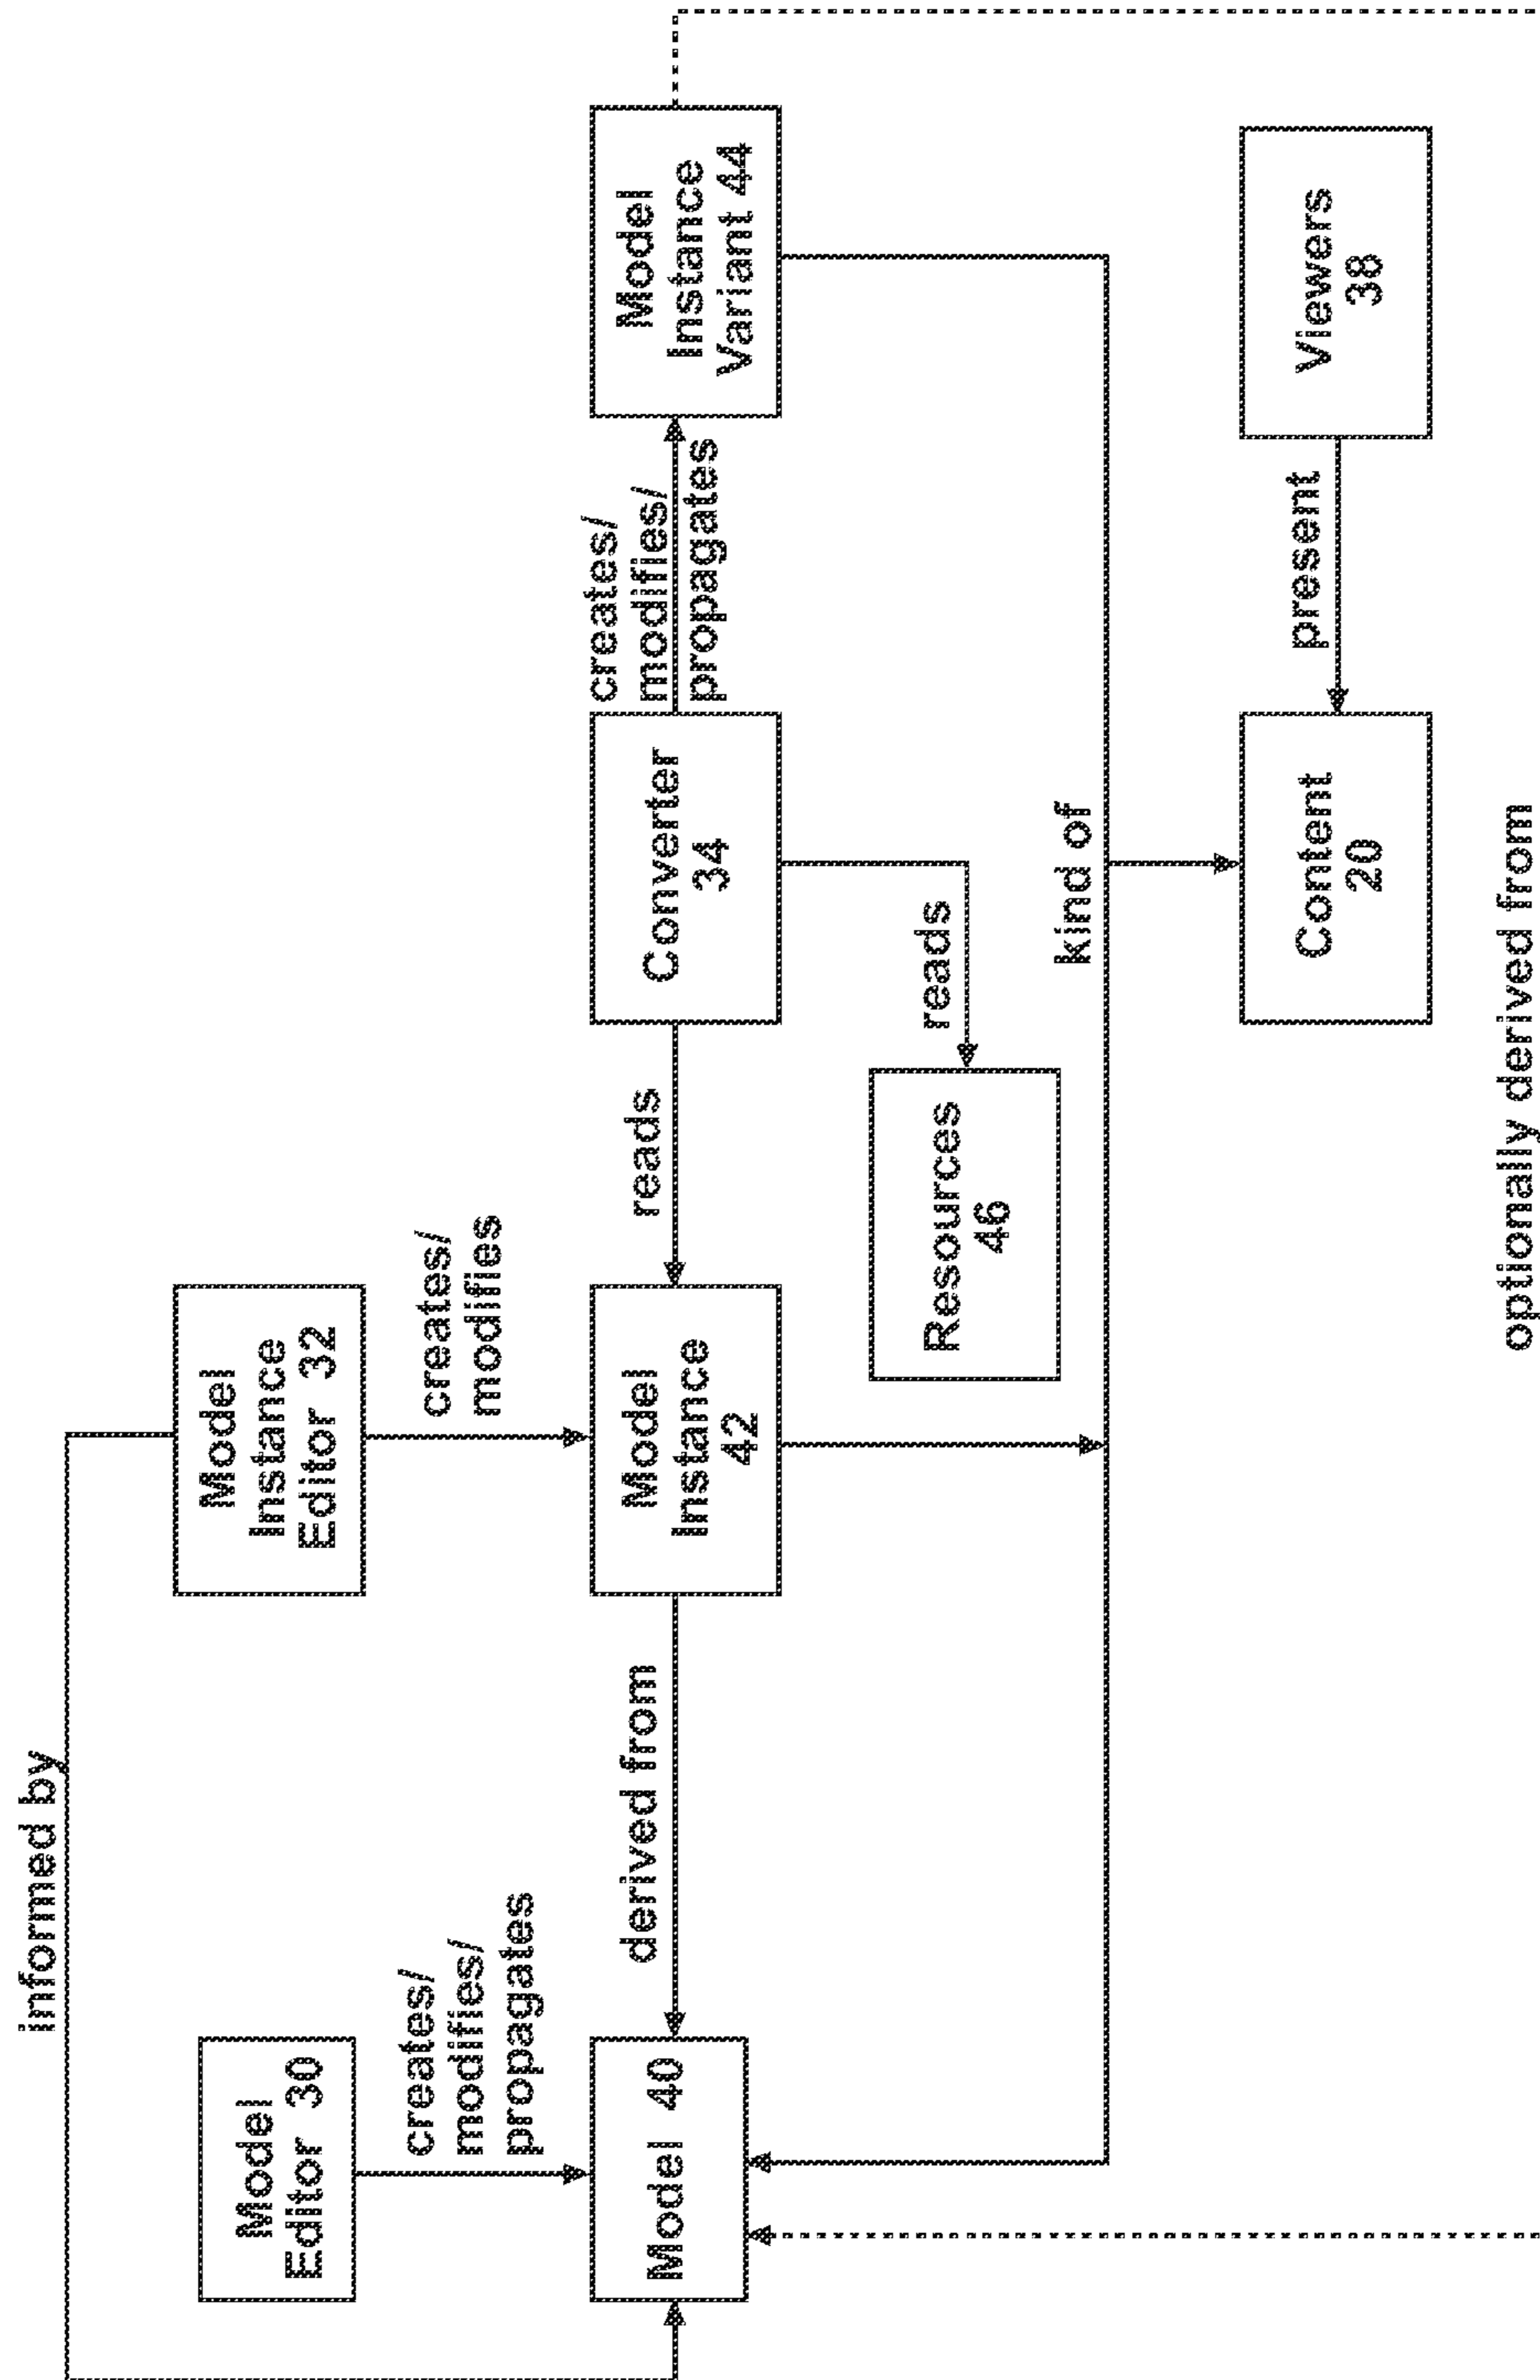 informed by
Model
Editor 30
Model
Instance
Editor 32
creates/
modifies/
propagates
creates/
modifies
Model 40
derived from
Model
Instance
42
reads
Converter
34
creates/
modifies/
propagates
Model
Instance
Variant 44
Resources
46
reads
kind of
Content
20
present
Viewers
38
optionally derived from